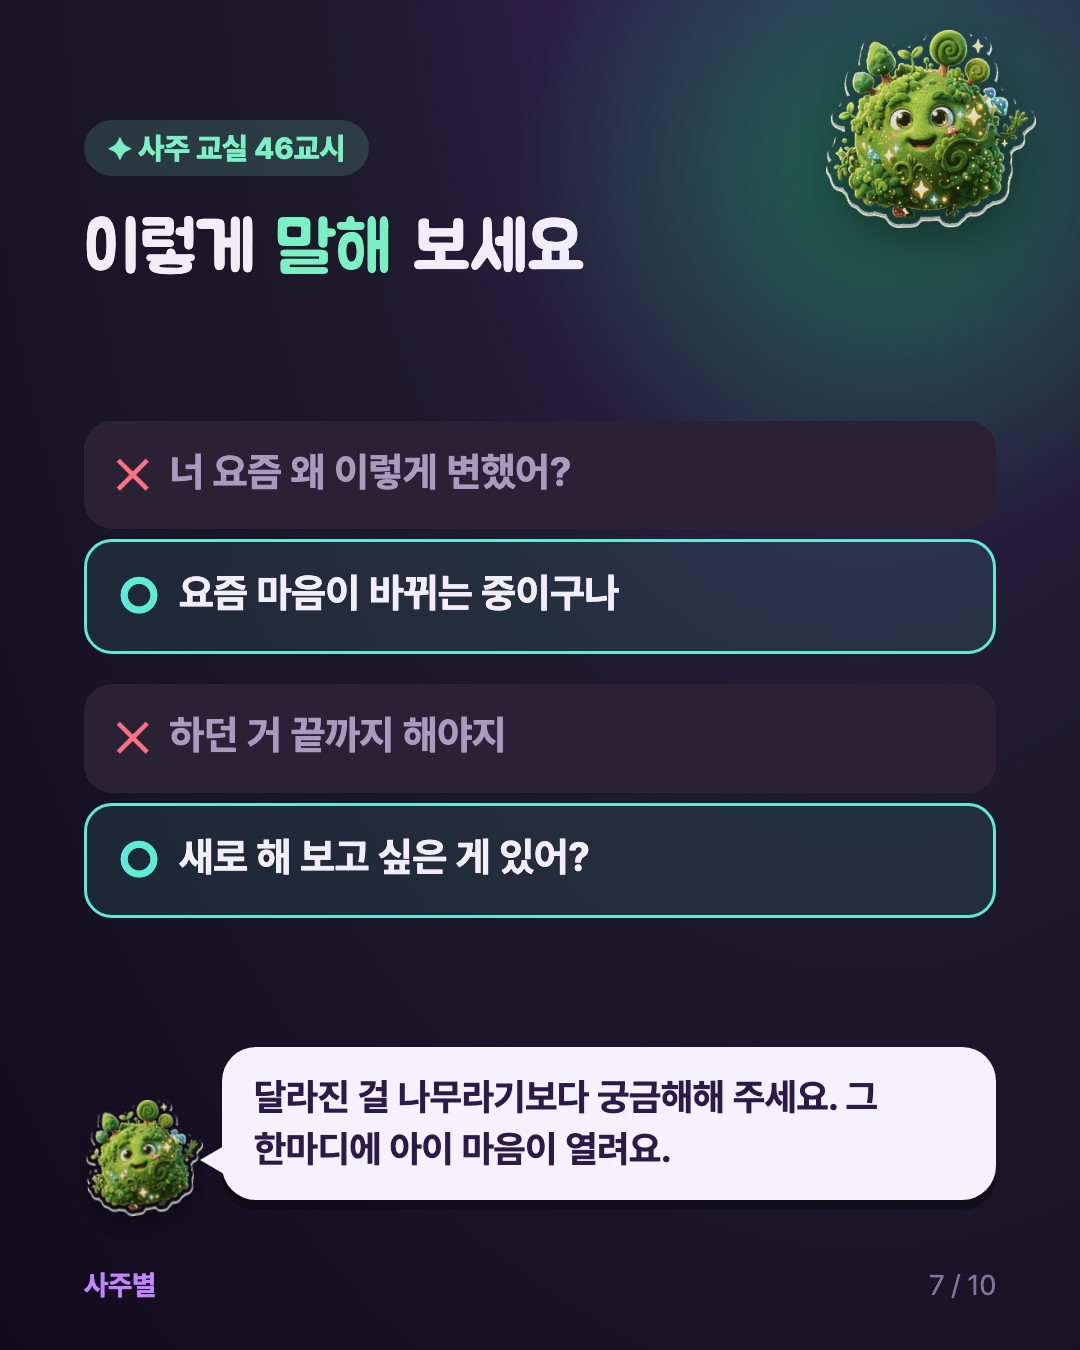 ✦ 사주 교실 46교시
이렇게 말해 보세요
너 요즘 왜 이렇게 변했어?
요즘 마음이 바뀌는 중이구나
하던 거 끝까지 해야지
새로 해 보고 싶은 게 있어?
달라진 걸 나무라기보다 궁금해해 주세요. 그
한마디에 아이 마음이 열려요.
사주별
7 / 10